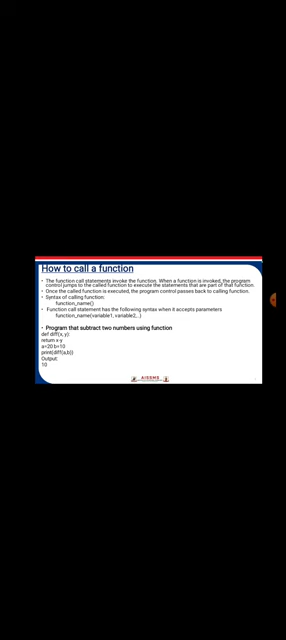 How to call a function
• The function call statements invoke the function. When a function is invoked, the program
control jumps to the called function to execute the statements that are part of that function.
• Once the called function is executed, the program control passes back to calling function.
• Syntax of calling function:
function_name()
• Function call statement has the following syntax when it accepts parameters
function_name(variable1, variable2,..)
• Program that subtract two numbers using function
def diff(x, y):
return x-y
a=20 b=10
print(diff(a,b))
Output:
10
AISSMS